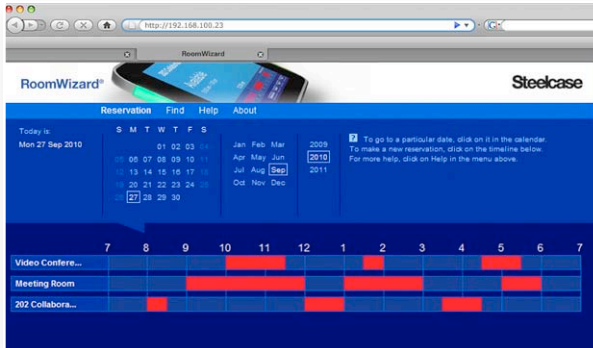 http://192.168.100.23
RoomWizard
RoomWizard®
Steelcase
Reservation Find Help About
Today is:
Mon 27 Sep 2010
S M T W T F S
01 02 03 04
05 06 07 08 09 10 11
12 13 14 15 16 17 18
19 20 21 22 23 24 25
26 27 28 29 30
Jan Feb Mar
Apr May Jun
Jul Aug Sep
Oct Nov Dec
2009
2010
2011
? To go to a particular date, click on it in the calendar.
To make a new reservation, click on the timeline below.
For more help, click on Help in the menu above.
7 8 9 10 11 12 1 2 3 4 5 6 7
Video Confere...
Meeting Room
202 Collabora...